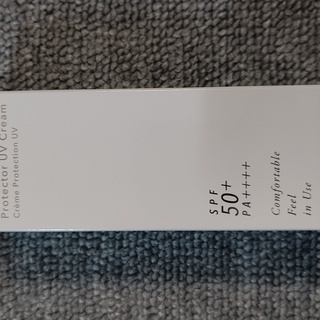 Protector UV Cream
Crème Protection UV
SPF
50+
PA++++
Comfortable
Feel
in Use